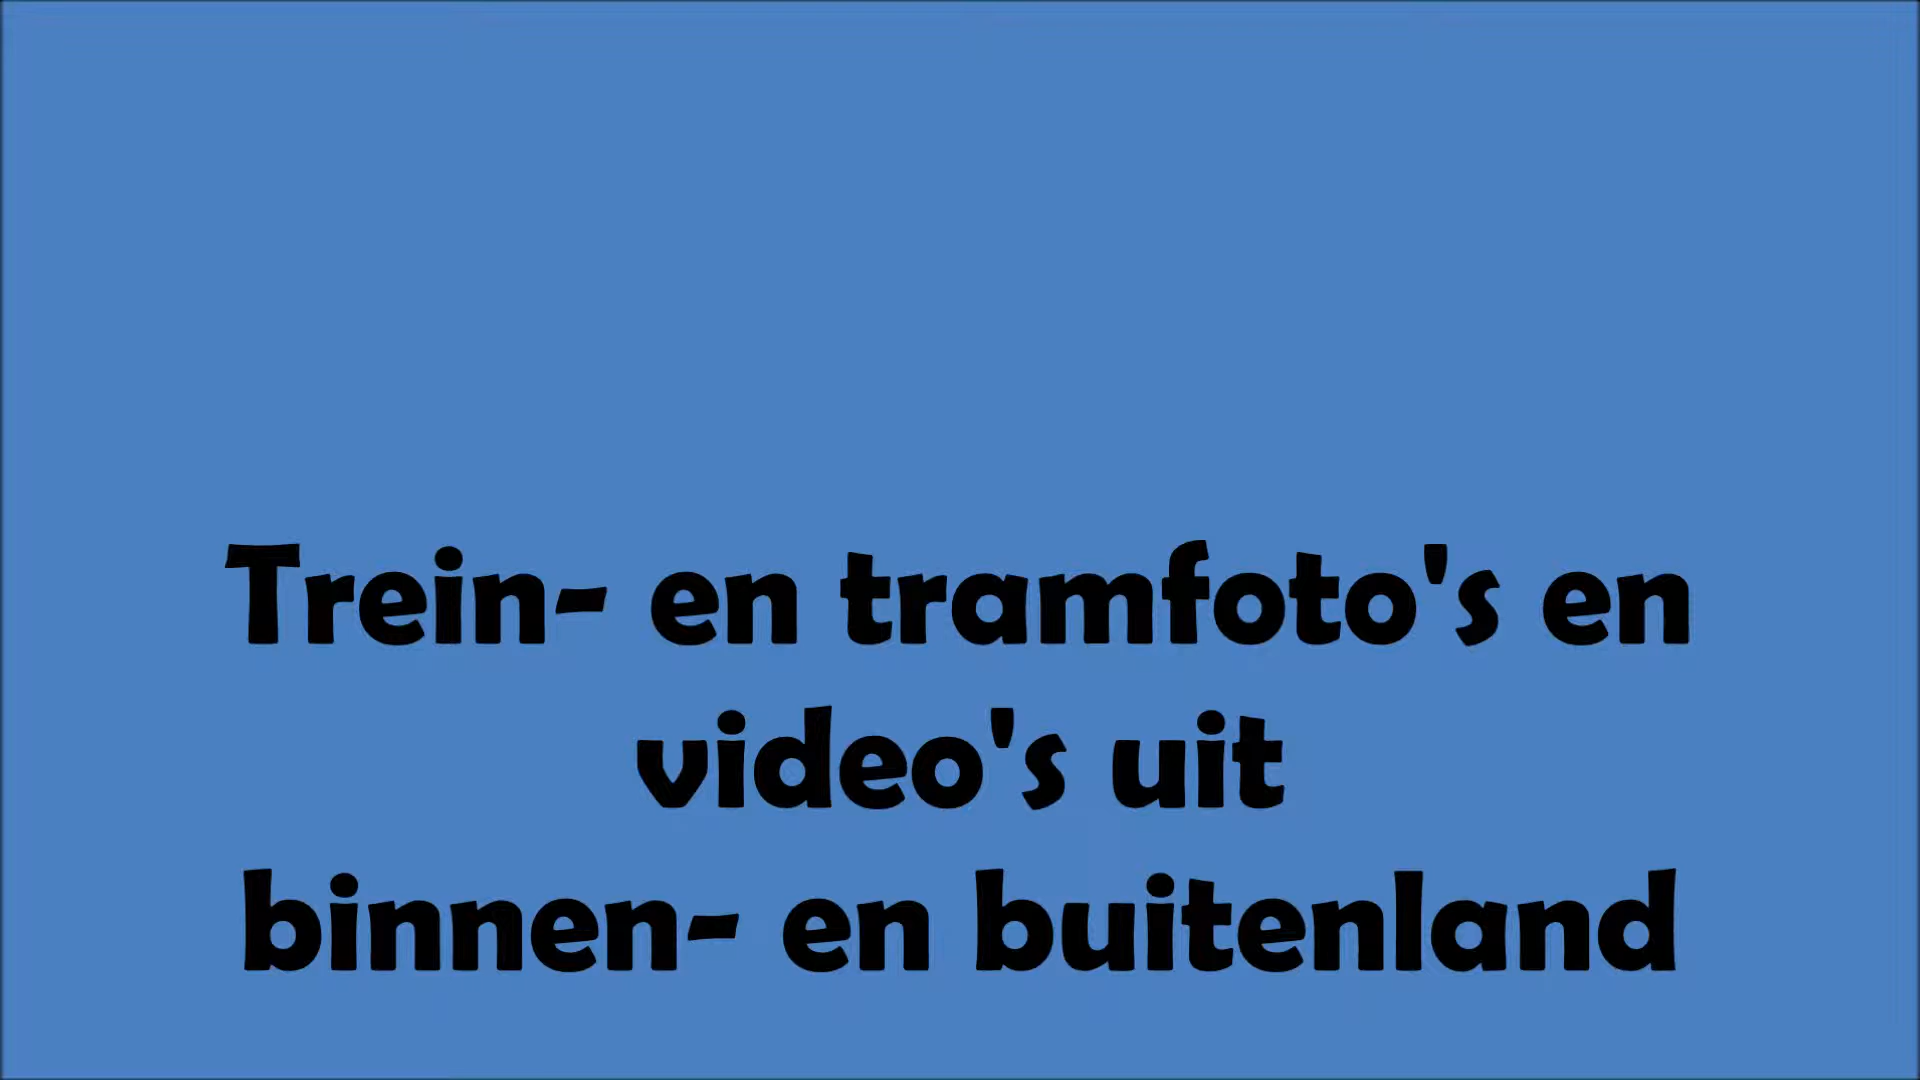 Trein- en tramfoto's en
video's uit
binnen- en buitenland